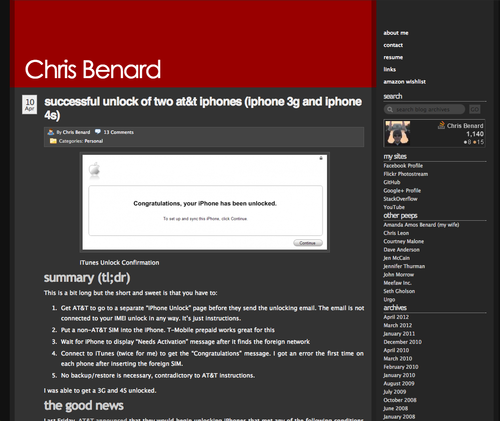 Chris Benard
10
Apr
successful unlock of two at&t iphones (iphone 3g and iphone
4s)
By Chris Benard 13 Comments
Categories: Personal
Congratulations, your iPhone has been unlocked.
To set up and sync this iPhone, click Continue
Continue
iTunes Unlock Confirmation
summary (tl;dr)
This is a bit long but the short and sweet is that you have to:
1. Get AT&T to go to a separate "iPhone Unlock" page before they send the unlocking email. The email is not
connected to your IMEI unlock in any way. It's just instructions.
2. Put a non-AT&T SIM into the iPhone. T-Mobile prepaid works great for this
3. Wait for iPhone to display "Needs Activation" message after it finds the foreign network
4. Connect to iTunes (twice for me) to get the "Congratulations" message. I got an error the first time on
each phone after inserting the foreign SIM.
5. No backup/restore is necessary, contradictory to AT&T instructions.
I was able to get a 3G and 4S unlocked.
the good news
Last Friday, AT&T announced that they would begin unlocking iPhones that met any of the following conditions
about me
contact
resume
links
amazon wishlist
search
search blog archives
Chris Benard
1,140
8 15
my sites
Facebook Profile
Flickr Photostream
GitHub
Google+ Profile
StackOverflow
YouTube
other peeps
Amanda Amos Benard (my wife)
Chris Leon
Courtney Malone
Dave Anderson
Jen McCain
Jennifer Thurman
John Morrow
Meefaw Inc.
Seth Gholson
Urgo
archives
April 2012
March 2012
January 2011
December 2010
April 2010
March 2010
February 2010
January 2010
August 2009
July 2009
October 2008
June 2008
January 2008